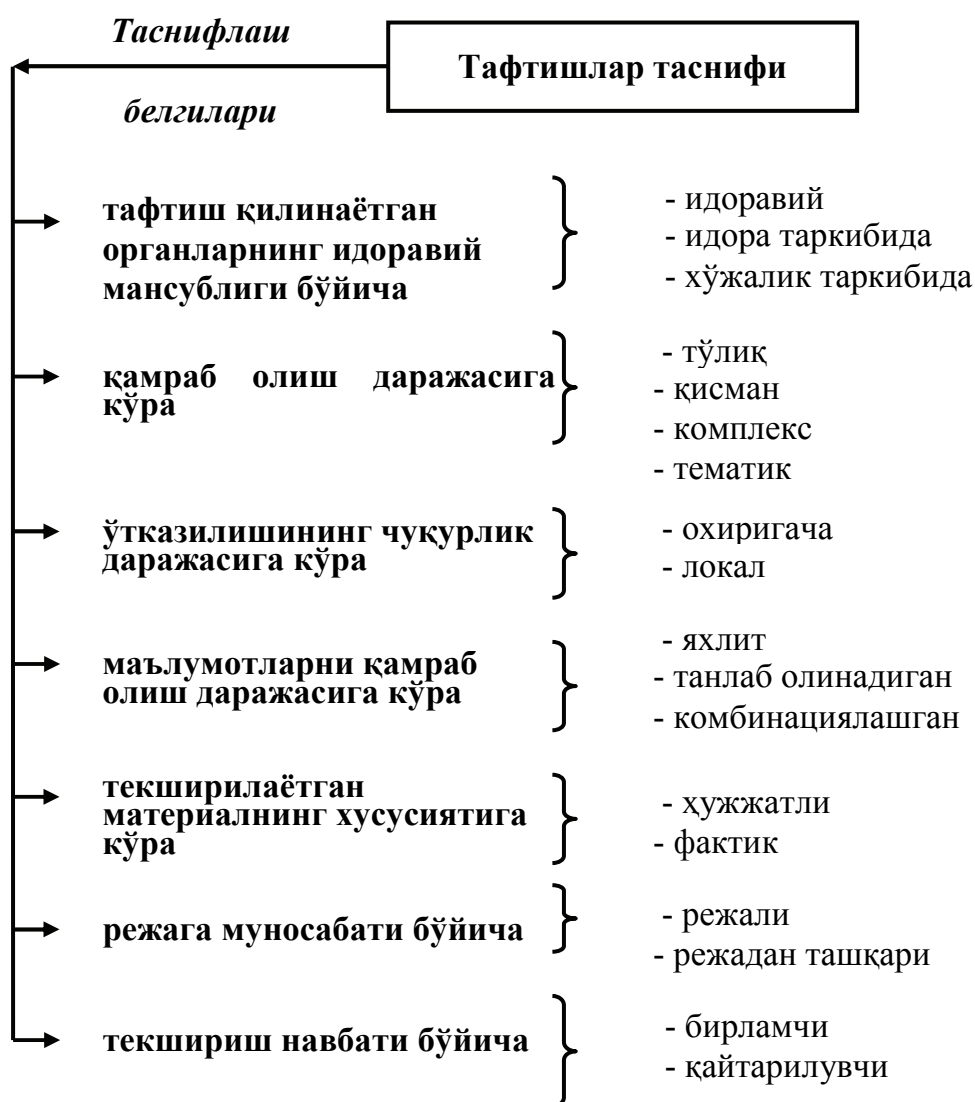 Таснифлаш
Тафтишлар таснифи
белгилари
тафтиш қилинаётган
органларнинг идоравий
мансублиги бўйича
- идоравий
- идора таркибида
- хўжалик таркибида
қамраб олиш даражасига
кўра
- тўлиқ
- қисман
- комплекс
- тематик
ўтказилишининг чуқурлик
даражасига кўра
- охиригача
- локал
маълумотларни қамраб
олиш даражасига кўра
- яхлит
- танлаб олинадиган
- комбинациялашган
текширилаётган
материалнинг хусусиятига
кўра
- ҳужжатли
- фактик
режага муносабати бўйича
- режали
- режадан ташқари
текшириш навбати бўйича
- бирламчи
- қайтарилувчи